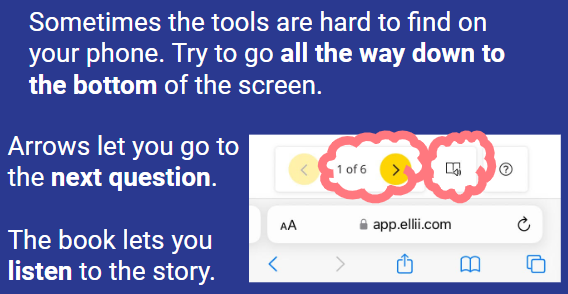 Sometimes the tools are hard to find on
your phone. Try to go all the way down to
the bottom of the screen.
Arrows let you go to
the next question.
The book lets you
listen to the story.
1 of 6
?
AA
app.ellii.com